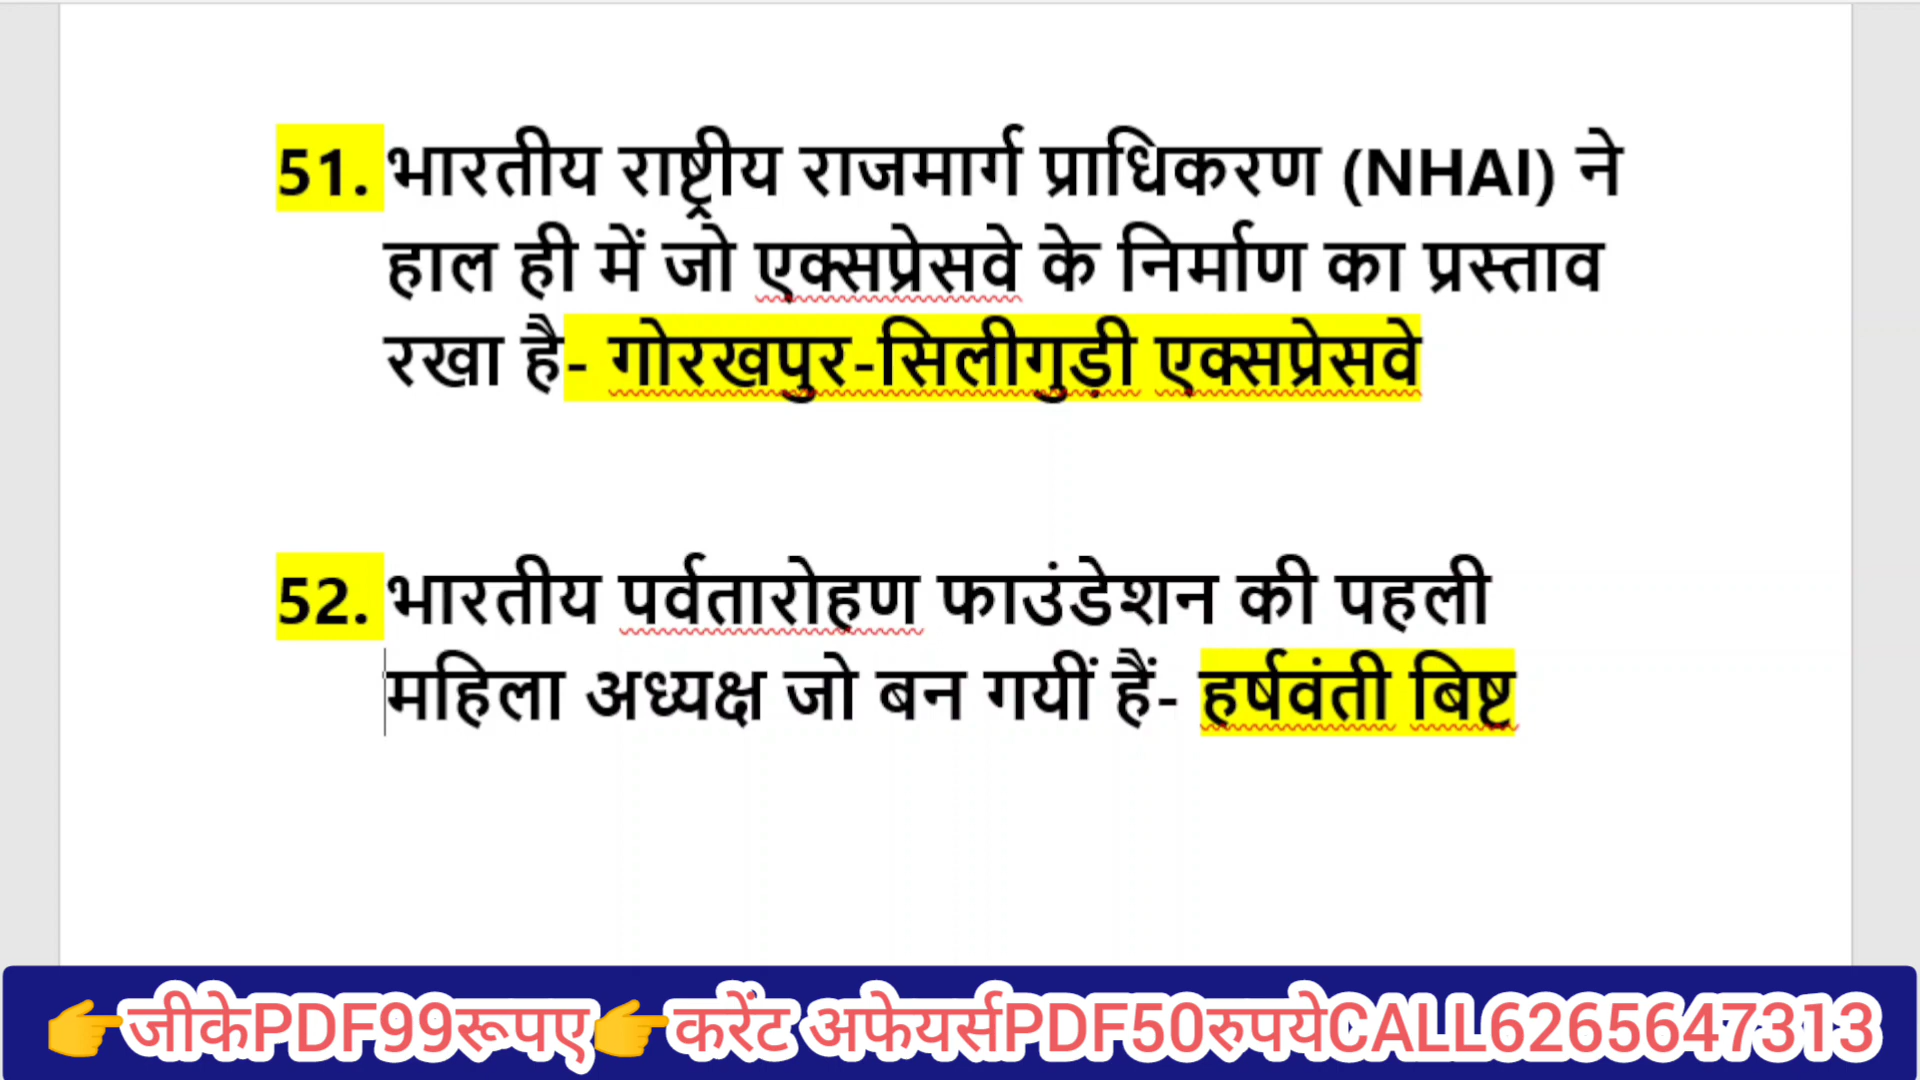 51. भारतीय राष्ट्रीय राजमार्ग प्राधिकरण (NHAI) ने
हाल ही में जो एक्सप्रेसवे के निर्माण का प्रस्ताव
रखा है- गोरखपुर-सिलीगुड़ी एक्सप्रेसवे
52. भारतीय पर्वतारोहण फाउंडेशन की पहली
महिला अध्यक्ष जो बन गयीं हैं- हर्षवंती बिष्ट
👉जीकेPDF99रूपए👉करेंट अफेयर्सPDF50रुपयेCALL6265647313